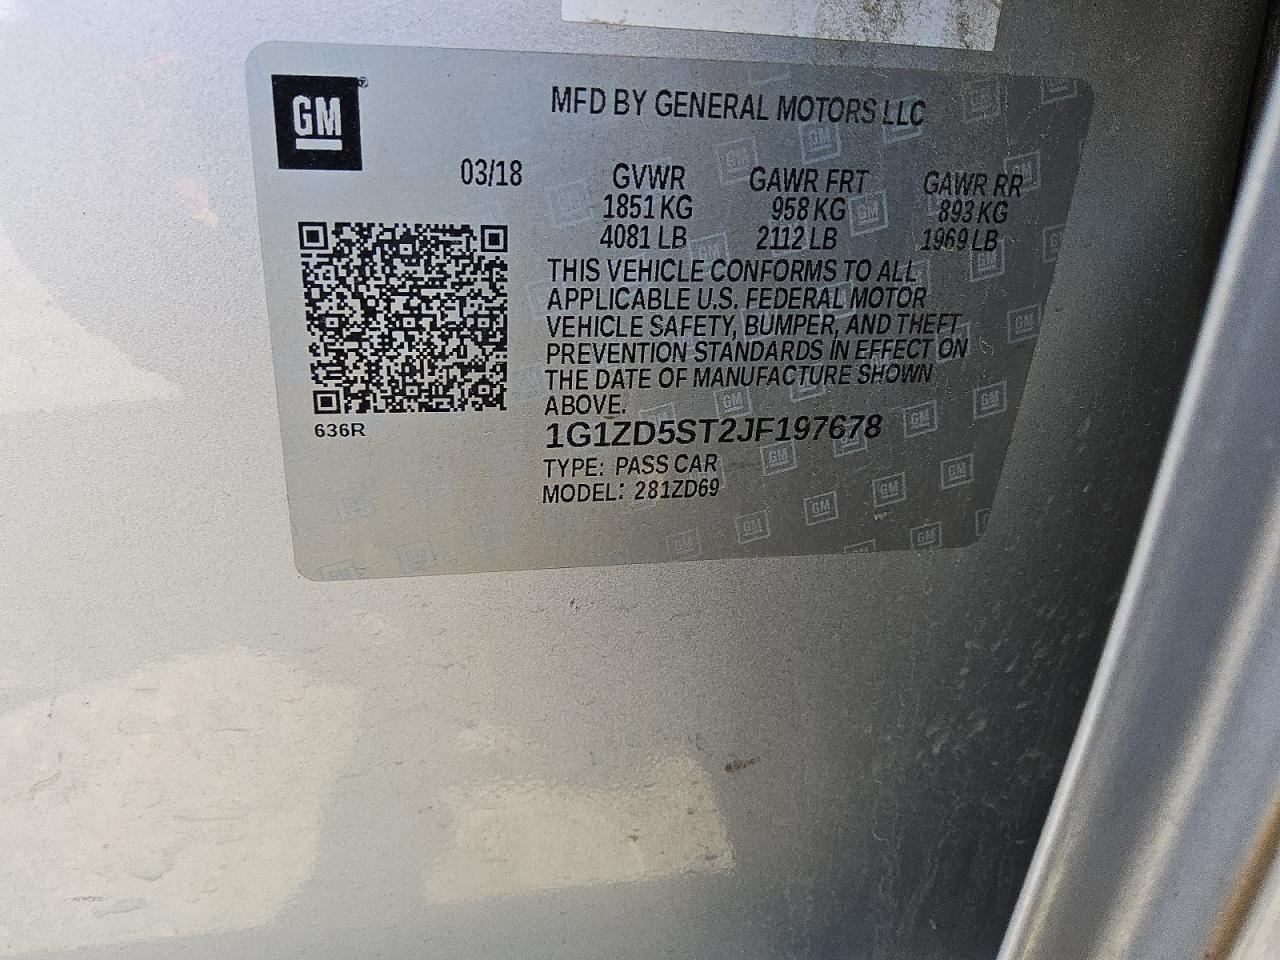 GM
MFD BY GENERAL MOTORS LLC
03/18
GVWR GAWR FRT GAWR RR
1851 KG 958 KG 893 KG
4081 LB 2112 LB 1969 LB
THIS VEHICLE CONFORMS TO ALL
APPLICABLE U.S. FEDERAL MOTOR
VEHICLE SAFETY, BUMPER, AND THEFT
PREVENTION STANDARDS IN EFFECT ON
THE DATE OF MANUFACTURE SHOWN
ABOVE.
636R
1G1ZD5ST2JF197678
TYPE: PASS CAR
MODEL: 281ZD69